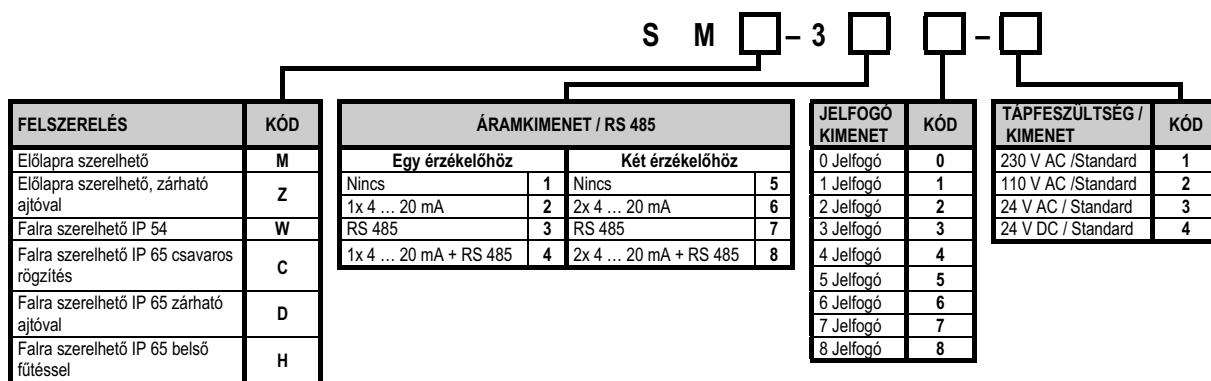 S M – 3 –
FELSZERELÉS KÓD
Előlapra szerelhető M
Előlapra szerelhető, zárható
ajtóval Z
Falra szerelhető IP 54 W
Falra szerelhető IP 65 csavaros
rögzítés C
Falra szerelhető IP 65 zárható
ajtóval D
Falra szerelhető IP 65 belső
fűtéssel H
ÁRAMKIMENET / RS 485
Egy érzékelőhöz Két érzékelőhöz
Nincs 1 Nincs 5
1x 4 … 20 mA 2 2x 4 … 20 mA 6
RS 485 3 RS 485 7
1x 4 … 20 mA + RS 485 4 2x 4 … 20 mA + RS 485 8
JELFOGÓ
KIMENET KÓD
0 Jelfogó 0
1 Jelfogó 1
2 Jelfogó 2
3 Jelfogó 3
4 Jelfogó 4
5 Jelfogó 5
6 Jelfogó 6
7 Jelfogó 7
8 Jelfogó 8
TÁPFESZÜLTSÉG /
KIMENET KÓD
230 V AC /Standard 1
110 V AC /Standard 2
24 V AC / Standard 3
24 V DC / Standard 4